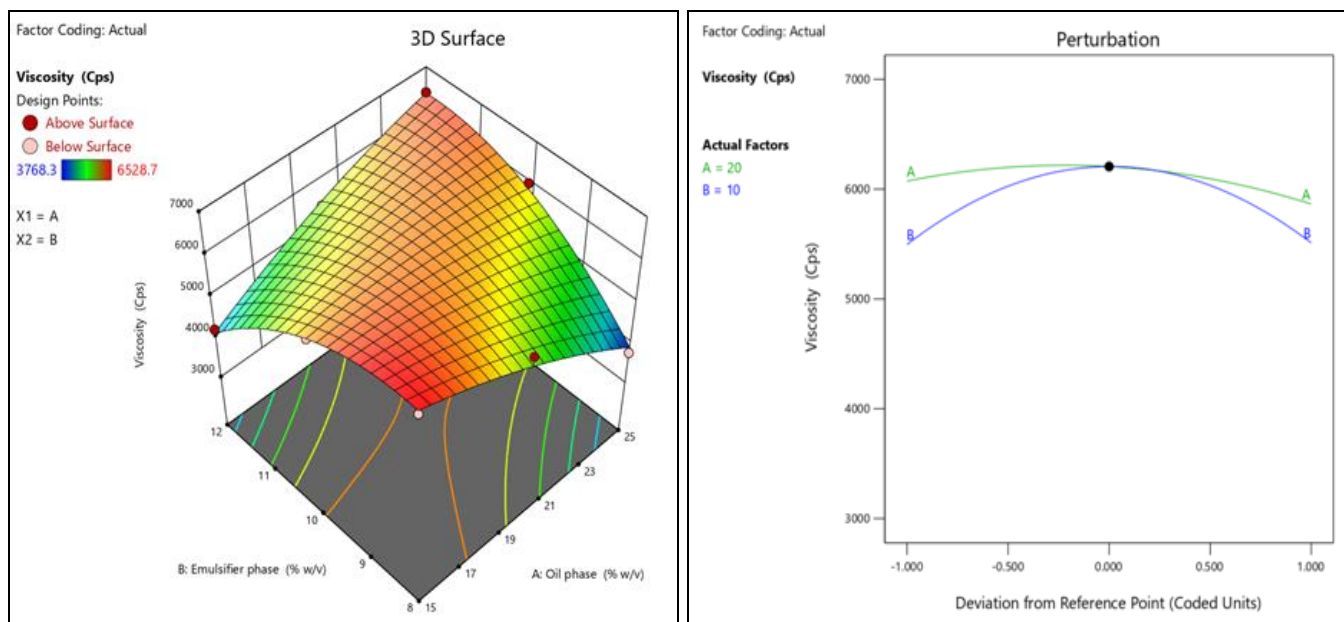 Factor Coding: Actual
3D Surface
Viscosity (Cps)
Design Points:
Above Surface
Below Surface
3768.3 6528.7
X1 = A
X2 = B
7000
6000
5000
4000
3000
Viscosity (Cps)
12
11
10
9
8
15
17
19
21
23
25
B: Emulsifier phase (% w/v)
A: Oil phase (% w/v)
Factor Coding: Actual
Perturbation
Viscosity (Cps)
Actual Factors
A = 20
B = 10
7000
6000
5000
4000
3000
Viscosity (Cps)
A
A
B
B
-1.000 -0.500 0.000 0.500 1.000
Deviation from Reference Point (Coded Units)